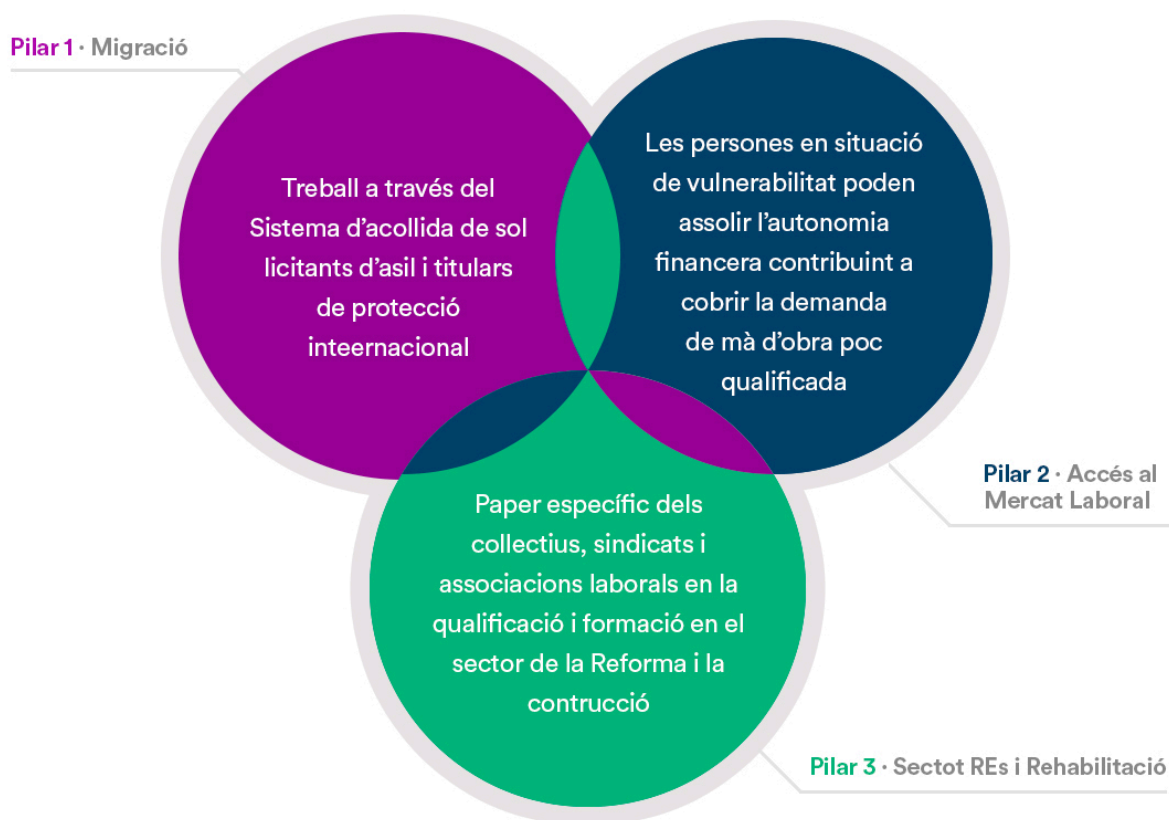 Pilar 1 · Migració
Treball a través del
Sistema d'acollida de sol
licitants d'asil i titulars
de protecció
inteernacional
Les persones en situació
de vulnerabilitat poden
assolir l'autonomia
financera contribuint a
cobrir la demanda
de mà d'obra poc
qualificada
Pilar 2 · Accés al
Mercat Laboral
Paper específic dels
collectius, sindicats i
associacions laborals en la
qualificació i formació en el
sector de la Reforma i la
contrucció
Pilar 3 · Sectot REs i Rehabilitació